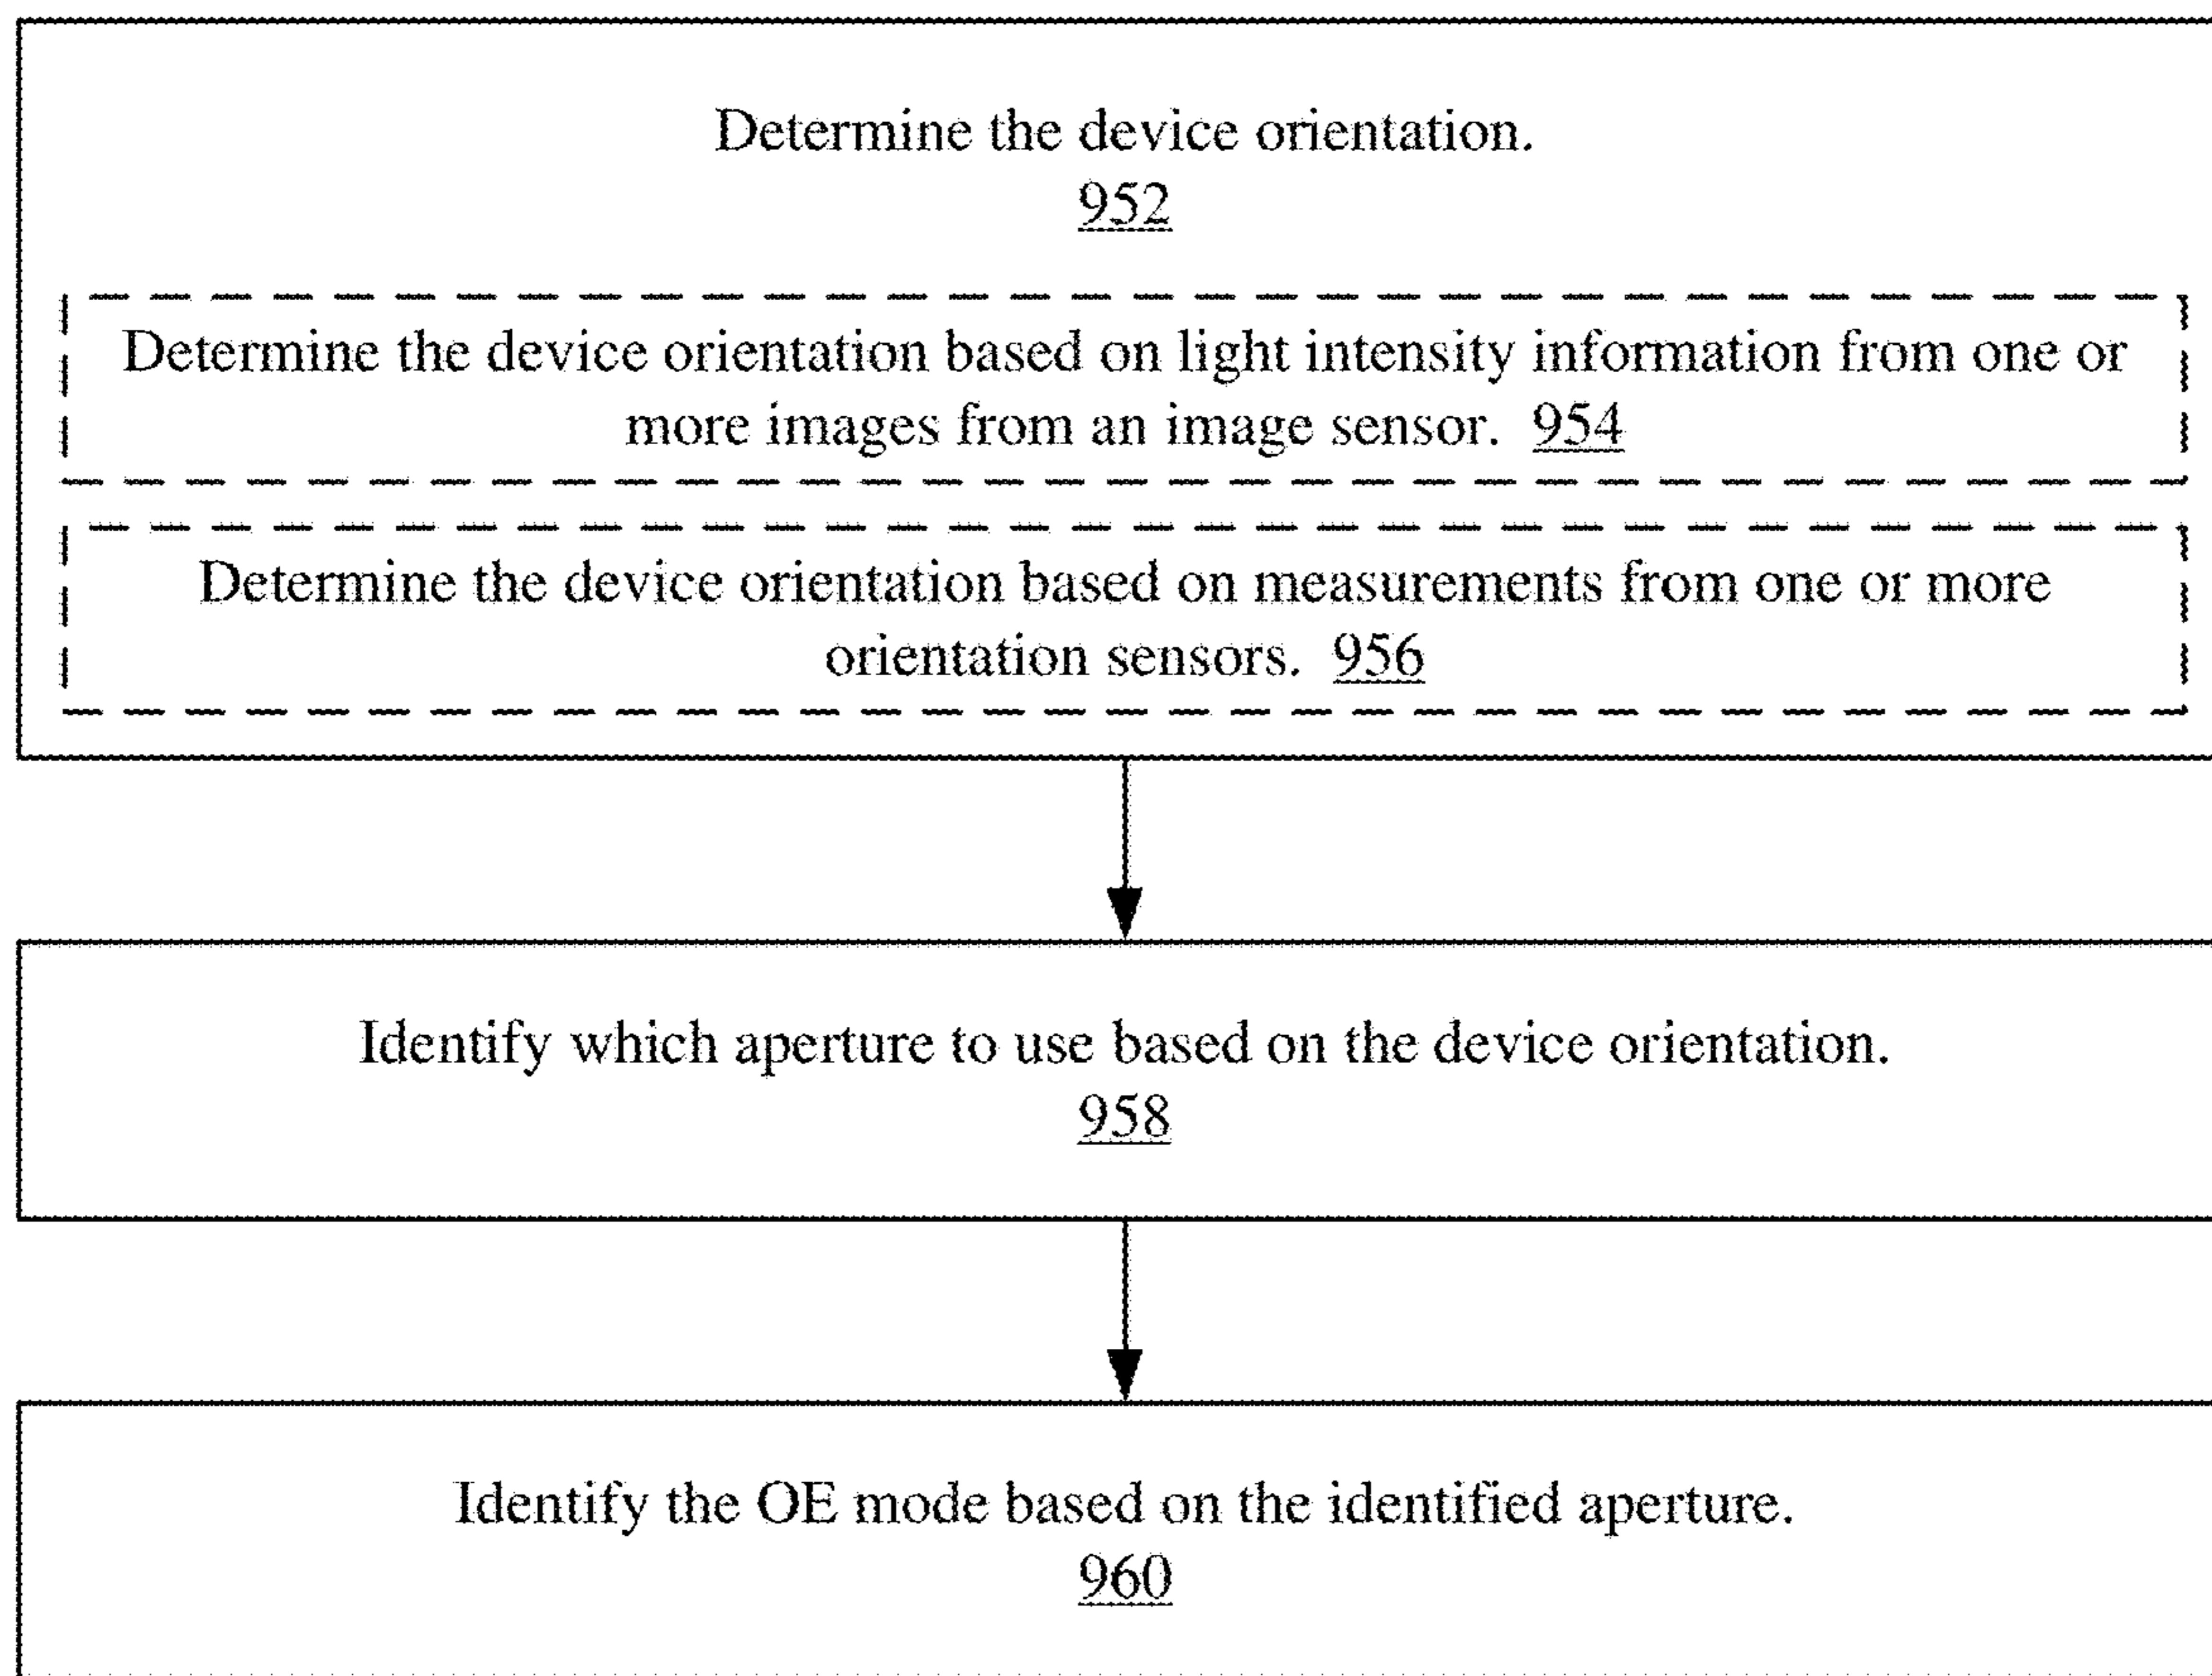 Determine the device orientation.
952
Determine the device orientation based on light intensity information from one or
more images from an image sensor. 954
Determine the device orientation based on measurements from one or more
orientation sensors. 956
Identify which aperture to use based on the device orientation.
958
Identify the OE mode based on the identified aperture.
960